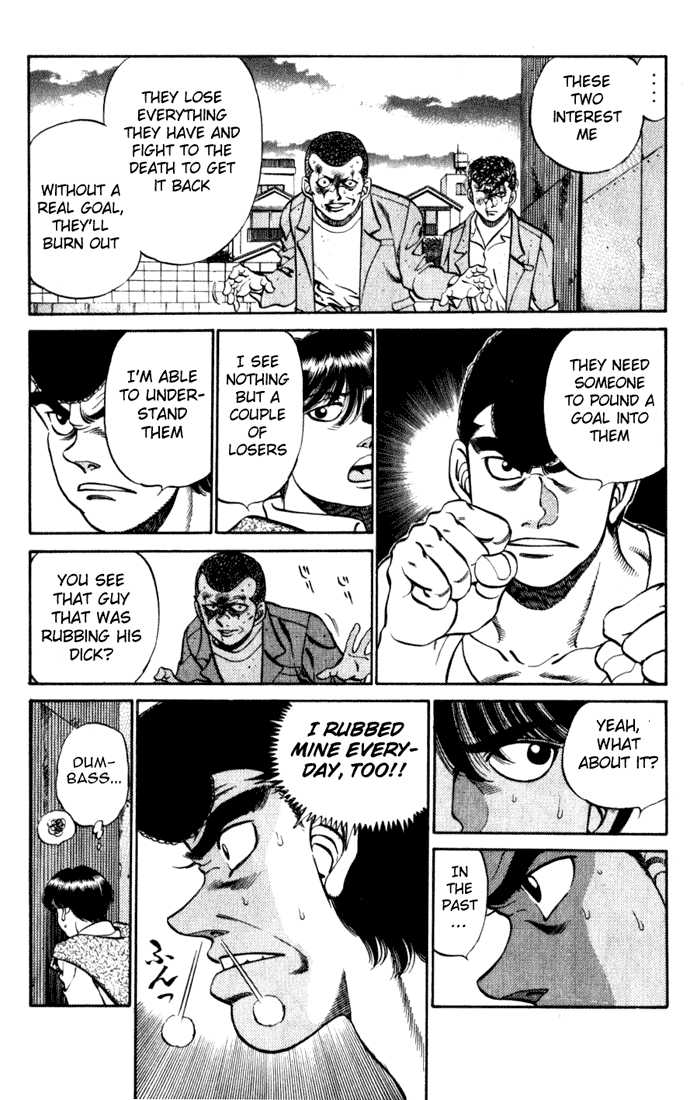 ....
THESE
TWO
INTEREST
ME
THEY LOSE
EVERYTHING
THEY HAVE AND
FIGHT TO THE
DEATH TO GET
IT BACK
WITHOUT A
REAL GOAL,
THEY'LL
BURN OUT
THEY NEED
SOMEONE
TO POUND A
GOAL INTO
THEM
I SEE
NOTHING
BUT A
COUPLE
OF
LOSERS
I'M ABLE
TO UNDER-
STAND
THEM
YOU SEE
THAT GUY
THAT WAS
RUBBING HIS
DICK?
YEAH,
WHAT
ABOUT IT?
IN
THE
PAST
...
I RUBBED
MINE EVERY-
DAY, TOO!!
ふんっ
DUM-
BASS...